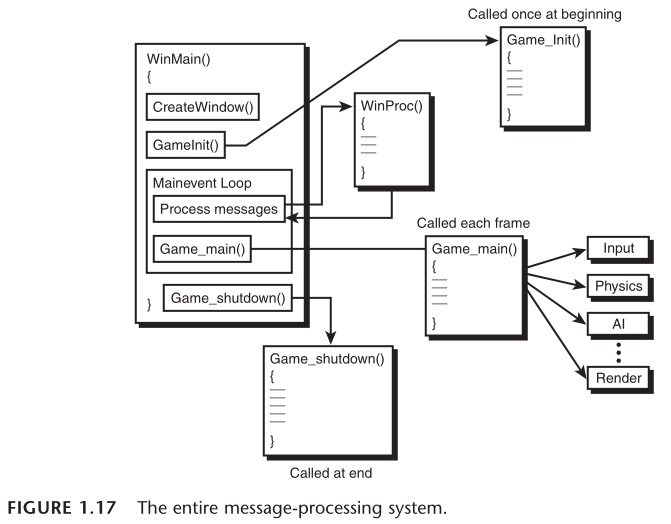 Called once at beginning
WinMain()
{
CreateWindow()
GameInit()
Mainevent Loop
Process messages
Game_main()
Game_shutdown()
}
Game_Init()
{
}
WinProc()
{
}
Called each frame
Game_main()
{
}
Input
Physics
AI
Render
Game_shutdown()
{
}
Called at end
FIGURE 1.17 The entire message-processing system.